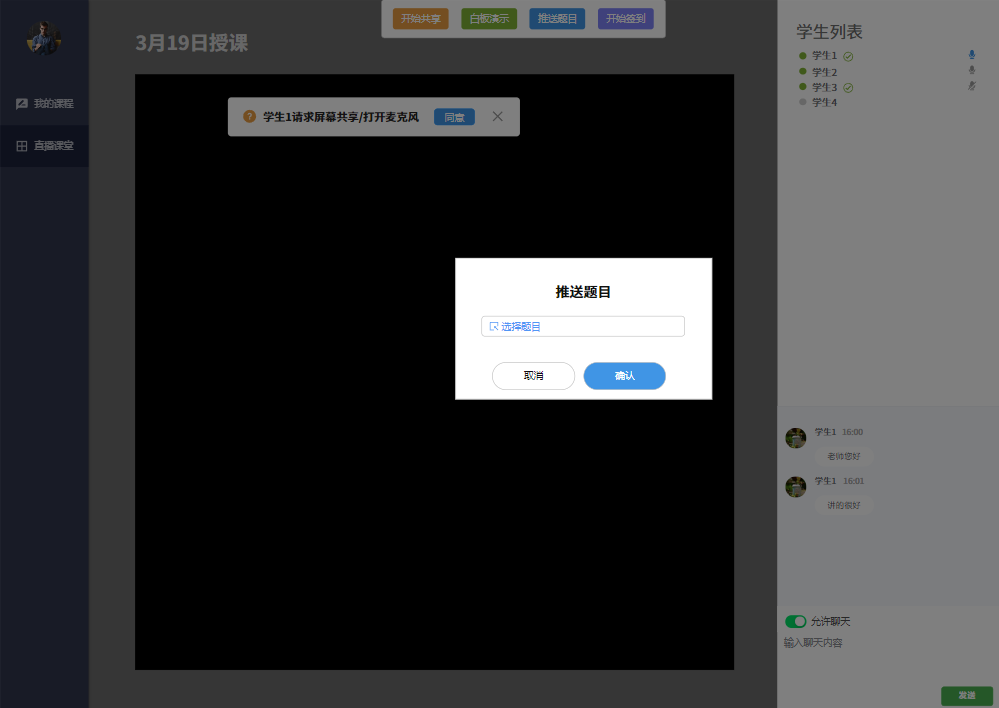 开始共享 白板演示 推送题目 开始签到
3月19日授课
我的课程
直播课堂
学生1请求屏幕共享/打开麦克风 同意
推送题目
选择题目
取消 确认
学生列表
学生1
学生2
学生3
学生4
学生1 16:00
老师您好
学生1 16:01
讲的很好
允许聊天
输入聊天内容
发送